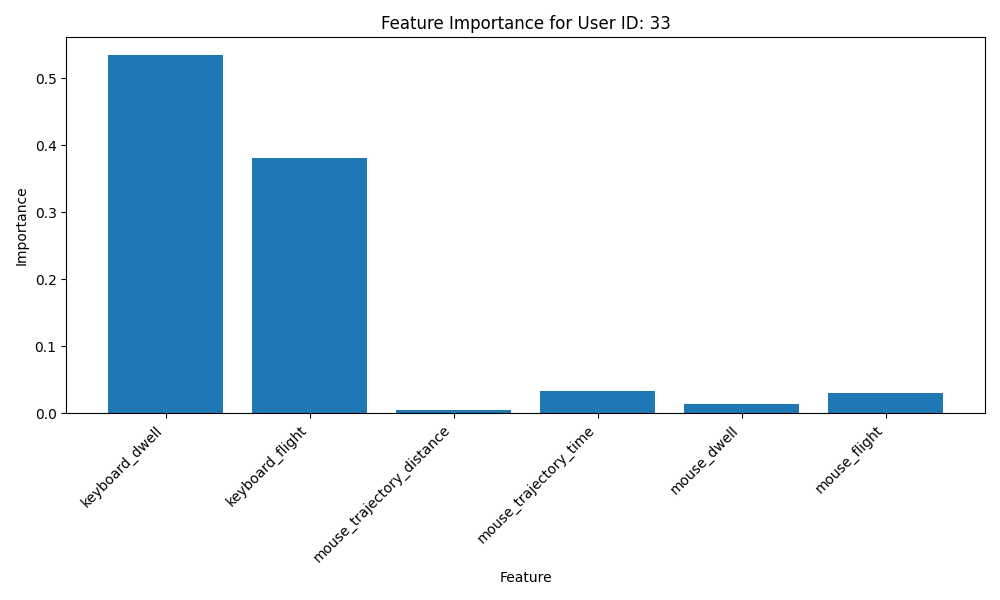 Feature Importance for User ID: 33
Importance
0.5
0.4
0.3
0.2
0.1
0.0
keyboard_dwell
keyboard_flight
mouse_trajectory_distance
mouse_trajectory_time
mouse_dwell
mouse_flight
Feature